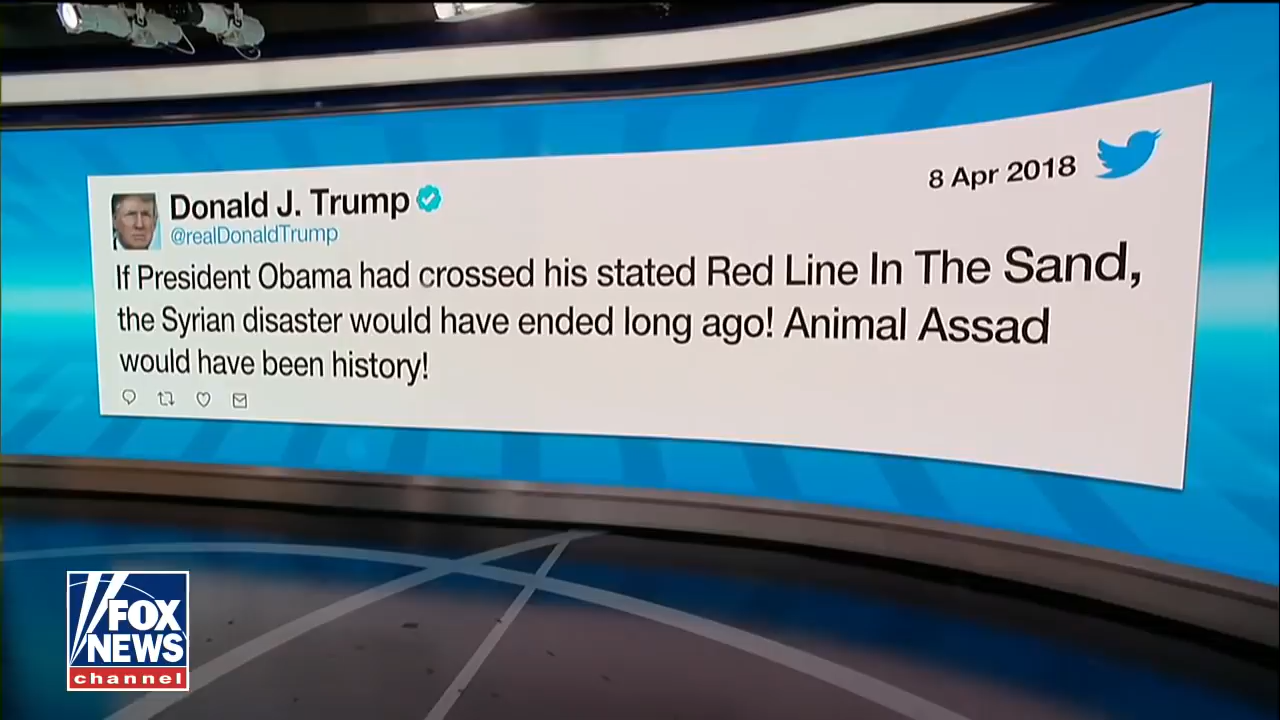 8 Apr 2018
Donald J. Trump
@realDonaldTrump
If President Obama had crossed his stated Red Line In The Sand,
the Syrian disaster would have ended long ago! Animal Assad
would have been history!
FOX
NEWS
channel